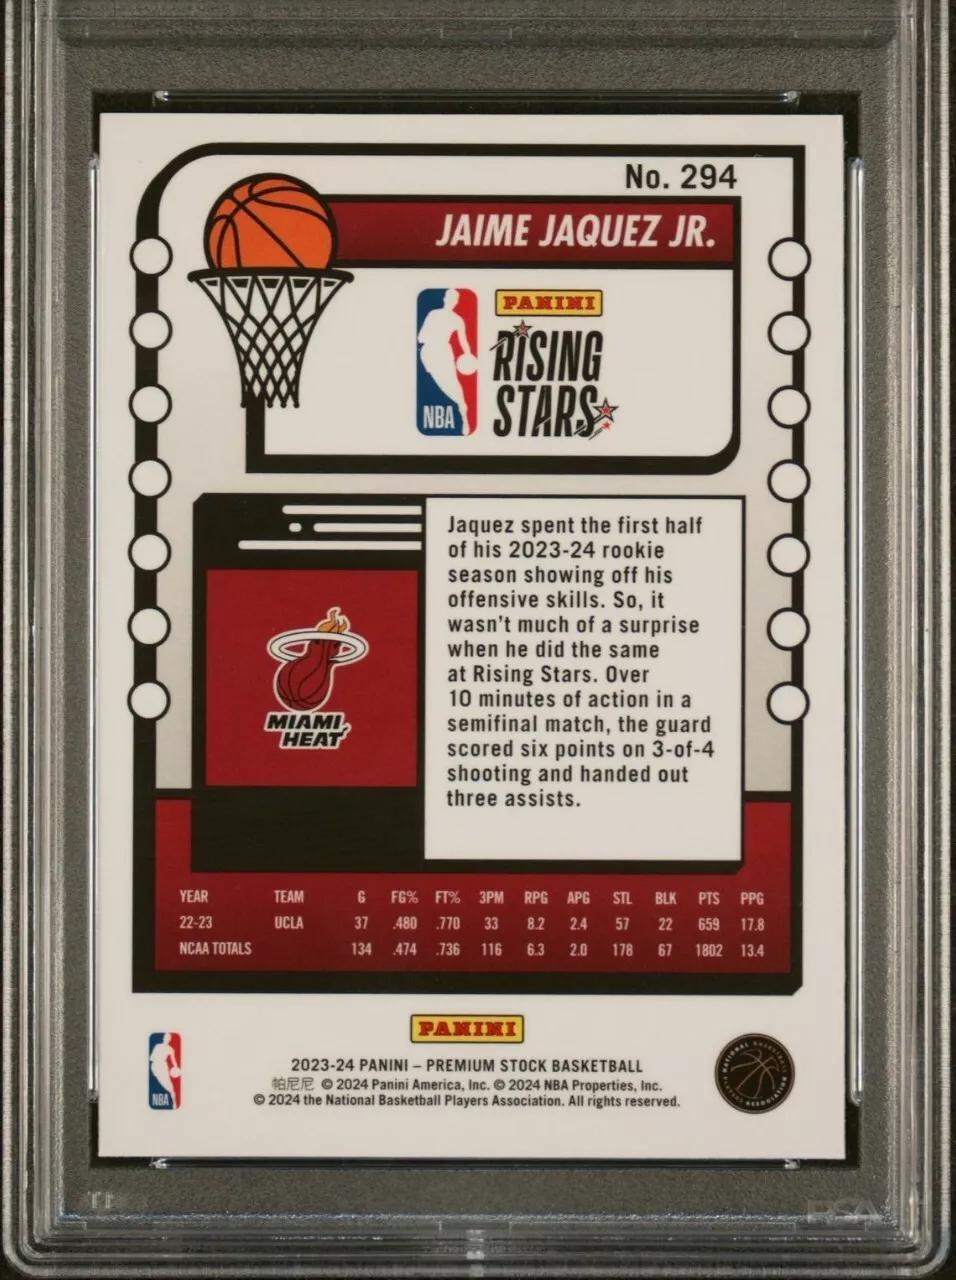 No. 294
JAIME JAQUEZ JR.
NBA
PANINI
RISING
STARS
Jaquez spent the first half
of his 2023-24 rookie
season showing off his
offensive skills. So, it
wasn't much of a surprise
when he did the same
at Rising Stars. Over
10 minutes of action in a
semifinal match, the guard
scored six points on 3-of-4
shooting and handed out
three assists.
MIAMI
HEAT
YEAR TEAM G FG% FT% 3PM RPG APG STL BLK PTS PPG
22-23 UCLA 37 .480 .770 33 8.2 2.4 57 22 659 17.8
NCAA TOTALS 134 .474 .736 116 6.3 2.0 178 67 1802 13.4
PANINI
2023-24 PANINI – PREMIUM STOCK BASKETBALL
帕尼尼 © 2024 Panini America, Inc. © 2024 NBA Properties, Inc.
© 2024 the National Basketball Players Association. All rights reserved.
NBA
NATIONAL BASKETBALL PLAYERS ASSOCIATION
PSA